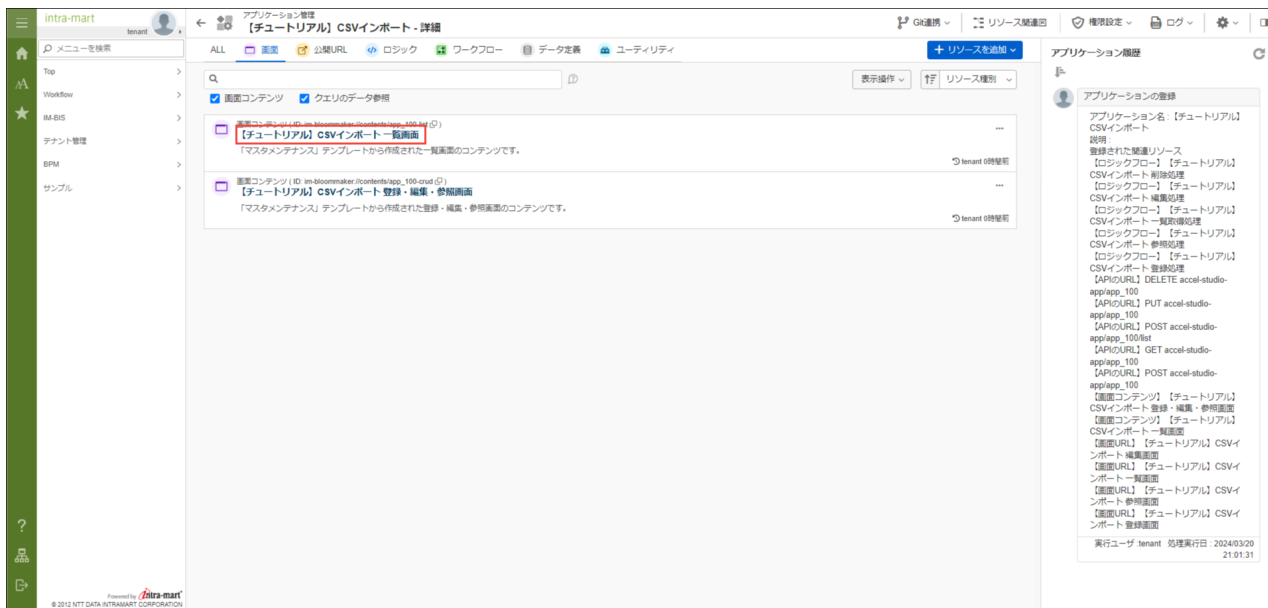 intra-mart
tenant
メニューを検索
Top
Workflow
IM-BIS
テナント管理
BPM
サンプル
Powered by intra-mart
© 2012 NTT DATA INTRAMART CORPORATION
アプリケーション管理
【チュートリアル】CSVインポート - 詳細
Git連携
リソース関連図
権限設定
ログ
ALL
画面
公開URL
ロジック
ワークフロー
データ定義
ユーティリティ
+ リソースを追加
表示操作
リソース種別
画面コンテンツ
クエリのデータ参照
画面コンテンツ ( ID: im-bloommaker://contents/app_100-list )
【チュートリアル】CSVインポート 一覧画面
「マスタメンテナンス」テンプレートから作成された一覧画面のコンテンツです。
tenant 0時間前
画面コンテンツ ( ID: im-bloommaker://contents/app_100-crud )
【チュートリアル】CSVインポート 登録・編集・参照画面
「マスタメンテナンス」テンプレートから作成された登録・編集・参照画面のコンテンツです。
tenant 0時間前
アプリケーション履歴
アプリケーションの登録
アプリケーション名 : 【チュートリアル】
CSVインポート
説明 :
登録された関連リソース
【ロジックフロー】【チュートリアル】
CSVインポート 削除処理
【ロジックフロー】【チュートリアル】
CSVインポート 編集処理
【ロジックフロー】【チュートリアル】
CSVインポート 一覧取得処理
【ロジックフロー】【チュートリアル】
CSVインポート 参照処理
【ロジックフロー】【チュートリアル】
CSVインポート 登録処理
【APIのURL】DELETE accel-studio-
app/app_100
【APIのURL】PUT accel-studio-
app/app_100
【APIのURL】POST accel-studio-
app/app_100/list
【APIのURL】GET accel-studio-
app/app_100
【APIのURL】POST accel-studio-
app/app_100
【画面コンテンツ】【チュートリアル】
CSVインポート 登録・編集・参照画面
【画面コンテンツ】【チュートリアル】
CSVインポート 一覧画面
【画面URL】【チュートリアル】CSVイ
ンポート 編集画面
【画面URL】【チュートリアル】CSVイ
ンポート 一覧画面
【画面URL】【チュートリアル】CSVイ
ンポート 参照画面
【画面URL】【チュートリアル】CSVイ
ンポート 登録画面
実行ユーザ :tenant 処理実行日 : 2024/03/20
21:01:31